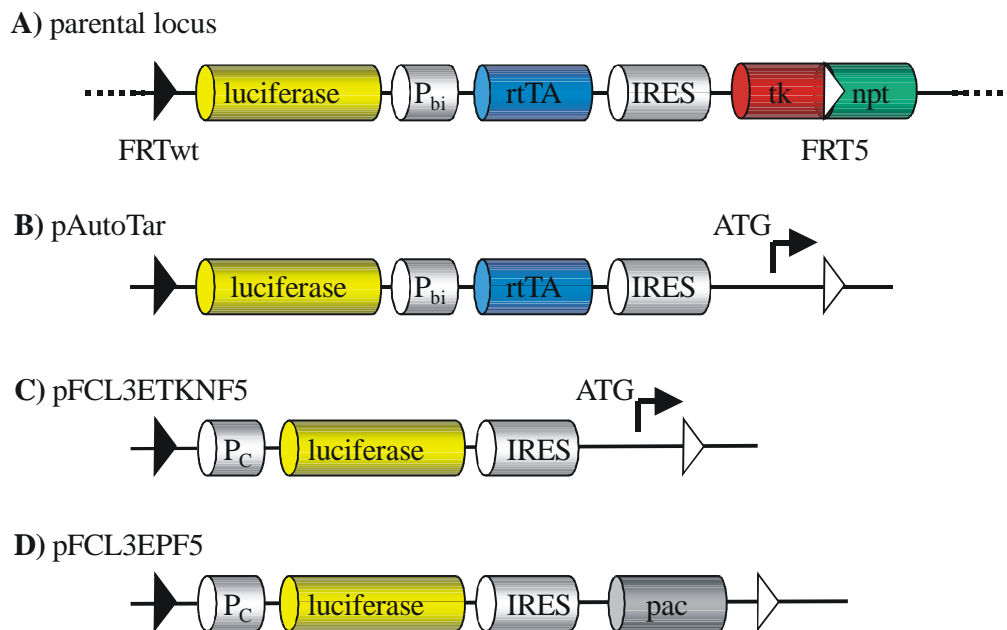 A) parental locus
luciferase Pbi rtTA IRES tk npt
FRTwt FRT5
B) pAutoTar
ATG
luciferase Pbi rtTA IRES
C) pFCL3ETKNF5
ATG
PC luciferase IRES
D) pFCL3EPF5
PC luciferase IRES pac